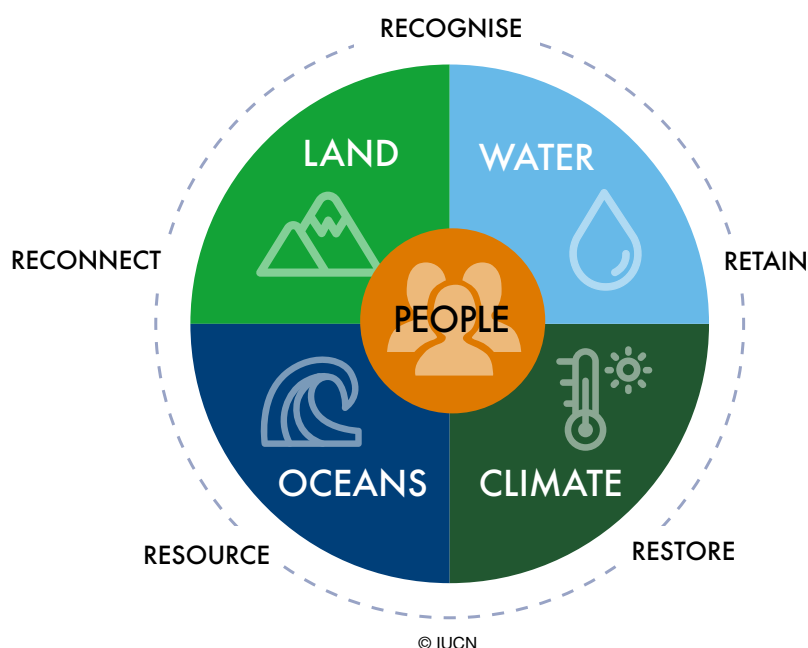 RECOGNISE
LAND
WATER
RECONNECT
RETAIN
PEOPLE
OCEANS
CLIMATE
RESOURCE
RESTORE
© IUCN